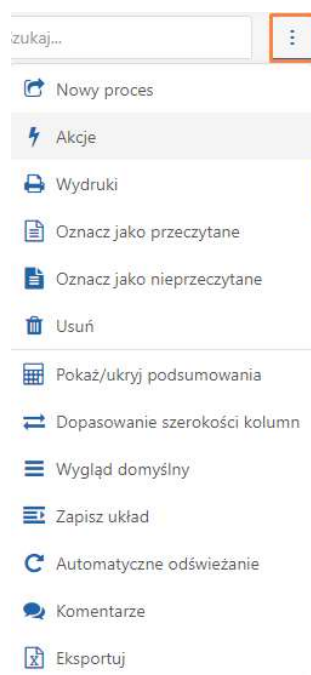 zukaj...
Nowy proces
Akcje
Wydruki
Oznacz jako przeczytane
Oznacz jako nieprzeczytane
Usuń
Pokaż/ukryj podsumowania
Dopasowanie szerokości kolumn
Wygląd domyślny
Zapisz układ
Automatyczne odświeżanie
Komentarze
Eksportuj